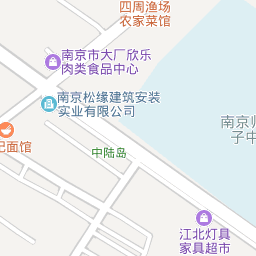 四周渔场
农家菜馆
南京市大厂欣乐
肉类食品中心
南京松缘建筑安装
实业有限公司
南京师
子中
记面馆
中陆岛
江北灯具
家具超市